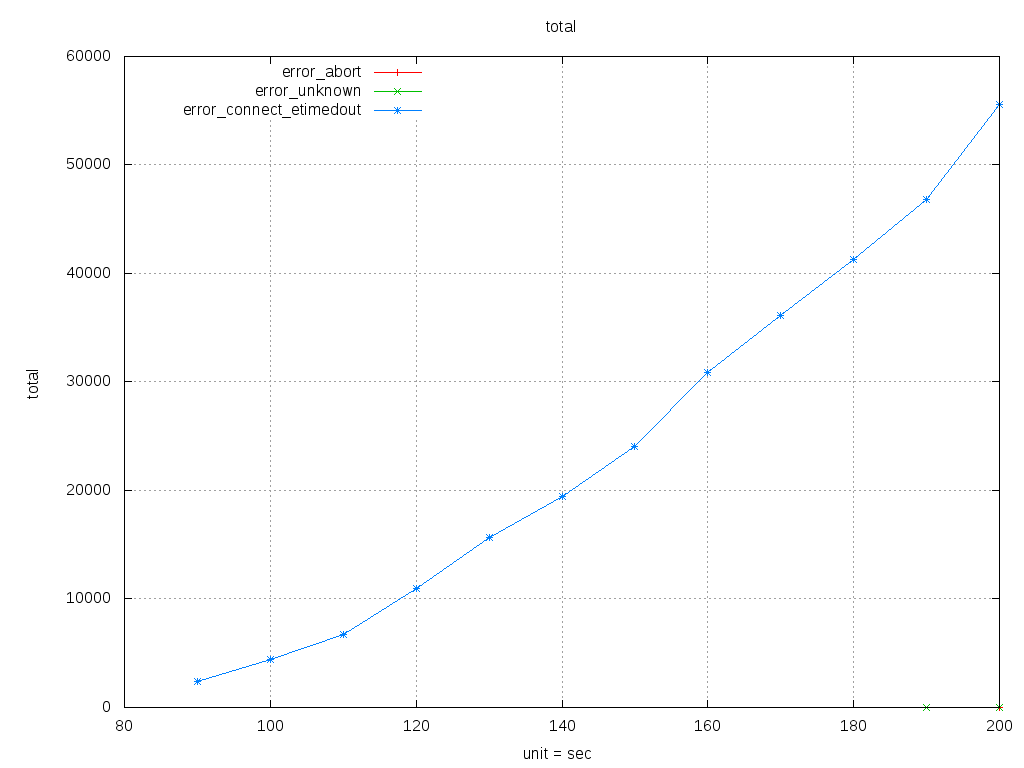 total
60000
50000
40000
30000
20000
10000
0
total
error_abort
error_unknown
error_connect_etimedout
80 100 120 140 160 180 200
unit = sec